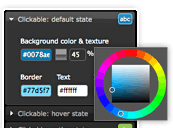 Clickable: default state abc
Background color & texture
#0078ae 45 %
Border Text
#77d5f7 #ffffff
Clickable: hover state